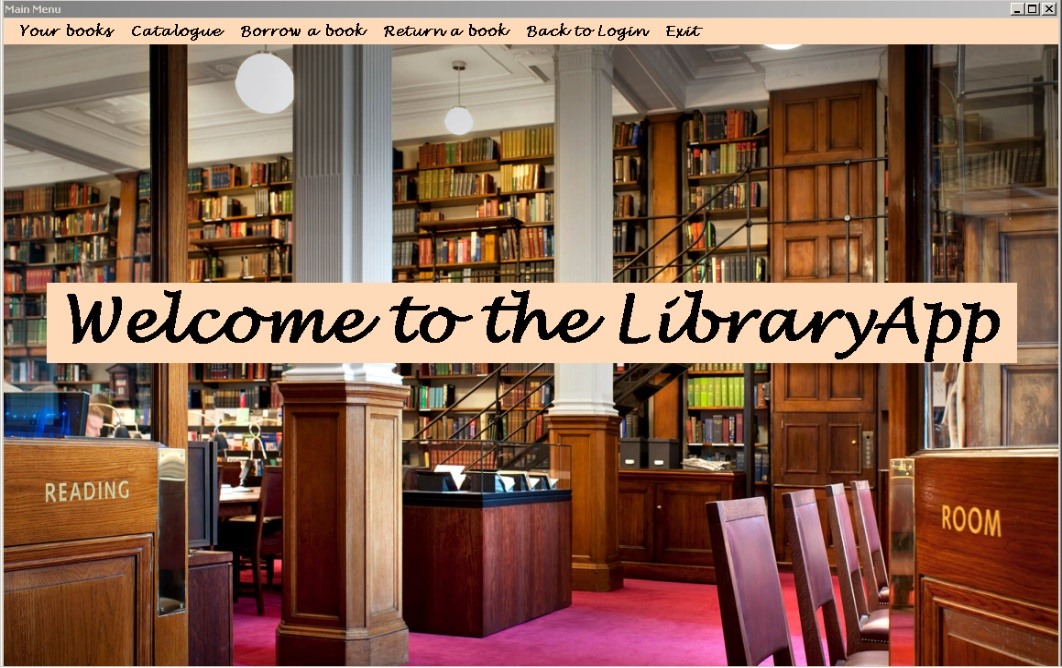 Main Menu
Your books Catalogue Borrow a book Return a book Back to Login Exit
Welcome to the LibraryApp
READING
ROOM